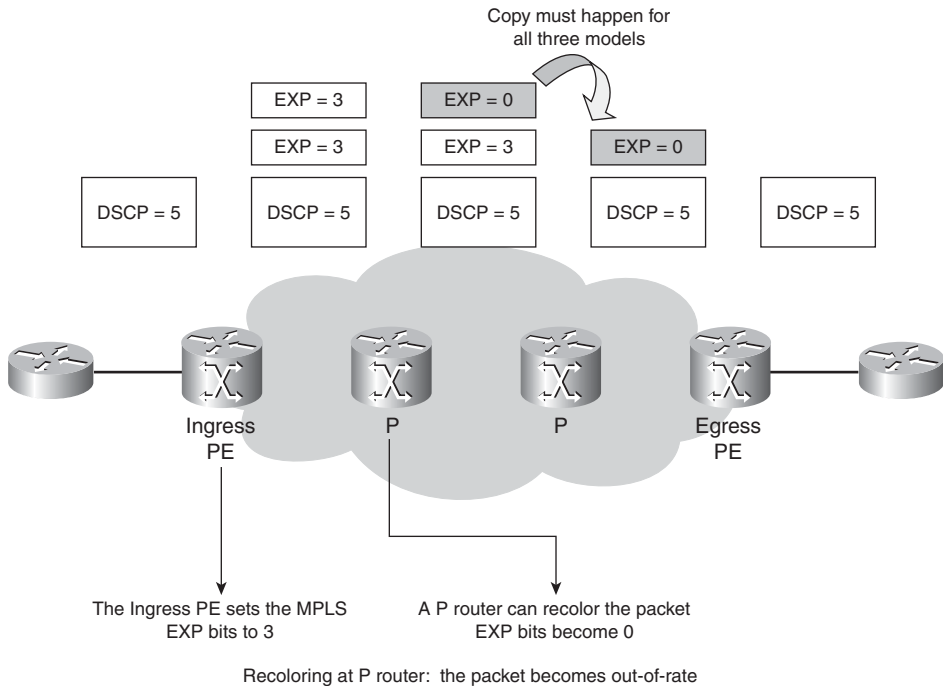 Copy must happen for
all three models
EXP = 3
EXP = 0
EXP = 3
EXP = 3
EXP = 0
DSCP = 5
DSCP = 5
DSCP = 5
DSCP = 5
DSCP = 5
Ingress
PE
P
P
Egress
PE
The Ingress PE sets the MPLS
EXP bits to 3
A P router can recolor the packet
EXP bits become 0
Recoloring at P router: the packet becomes out-of-rate